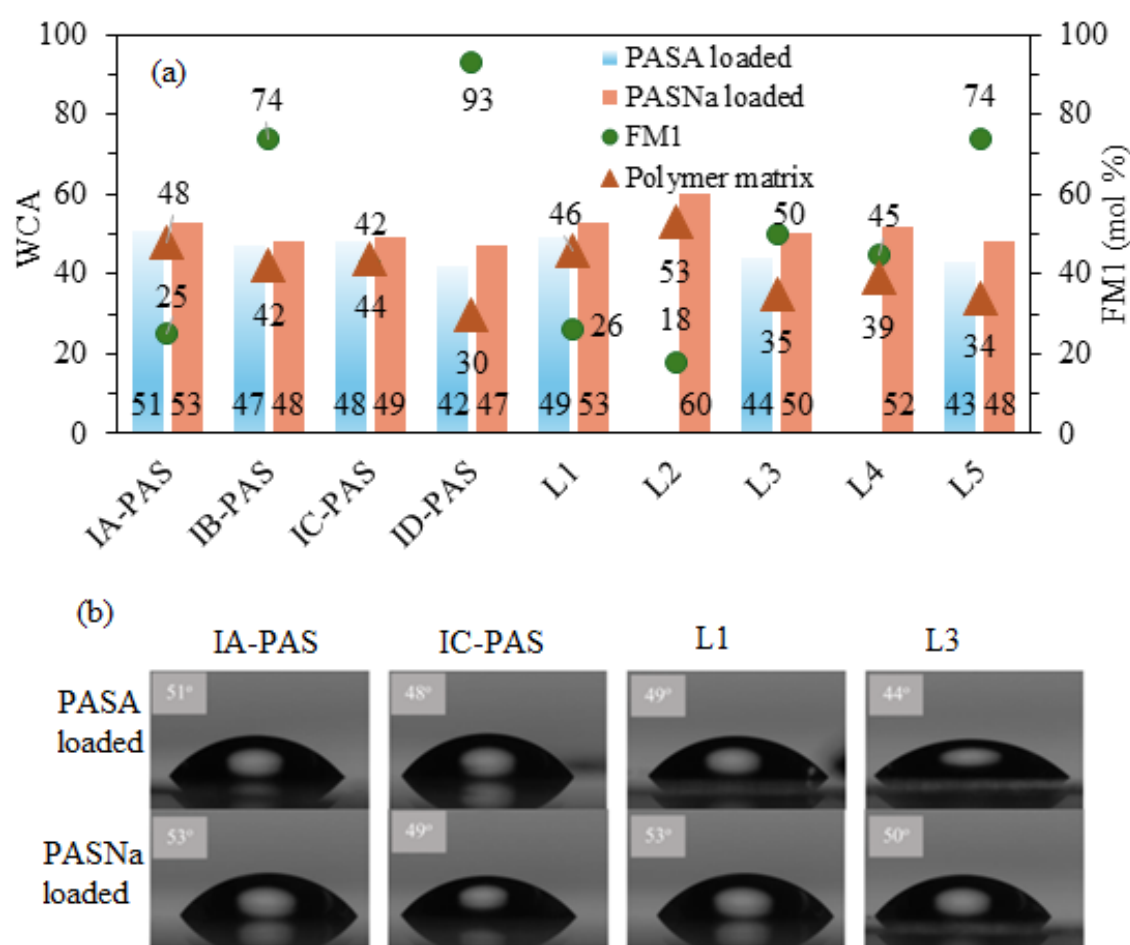 (a)
PASA loaded
PASNa loaded
FM1
Polymer matrix
WCA
100
80
60
40
20
0
FM1 (mol %)
100
80
60
40
20
0
48
74
93
46
42
53
50
45
74
25
42
44
30
26
18
35
39
34
51 53
47 48
48 49
42 47
49 53
60
44 50
52
43 48
IA-PAS
IB-PAS
IC-PAS
ID-PAS
L1
L2
L3
L4
L5
(b)
IA-PAS IC-PAS L1 L3
PASA
loaded
51° 48° 49° 44°
PASNa
loaded
53° 49° 53° 50°